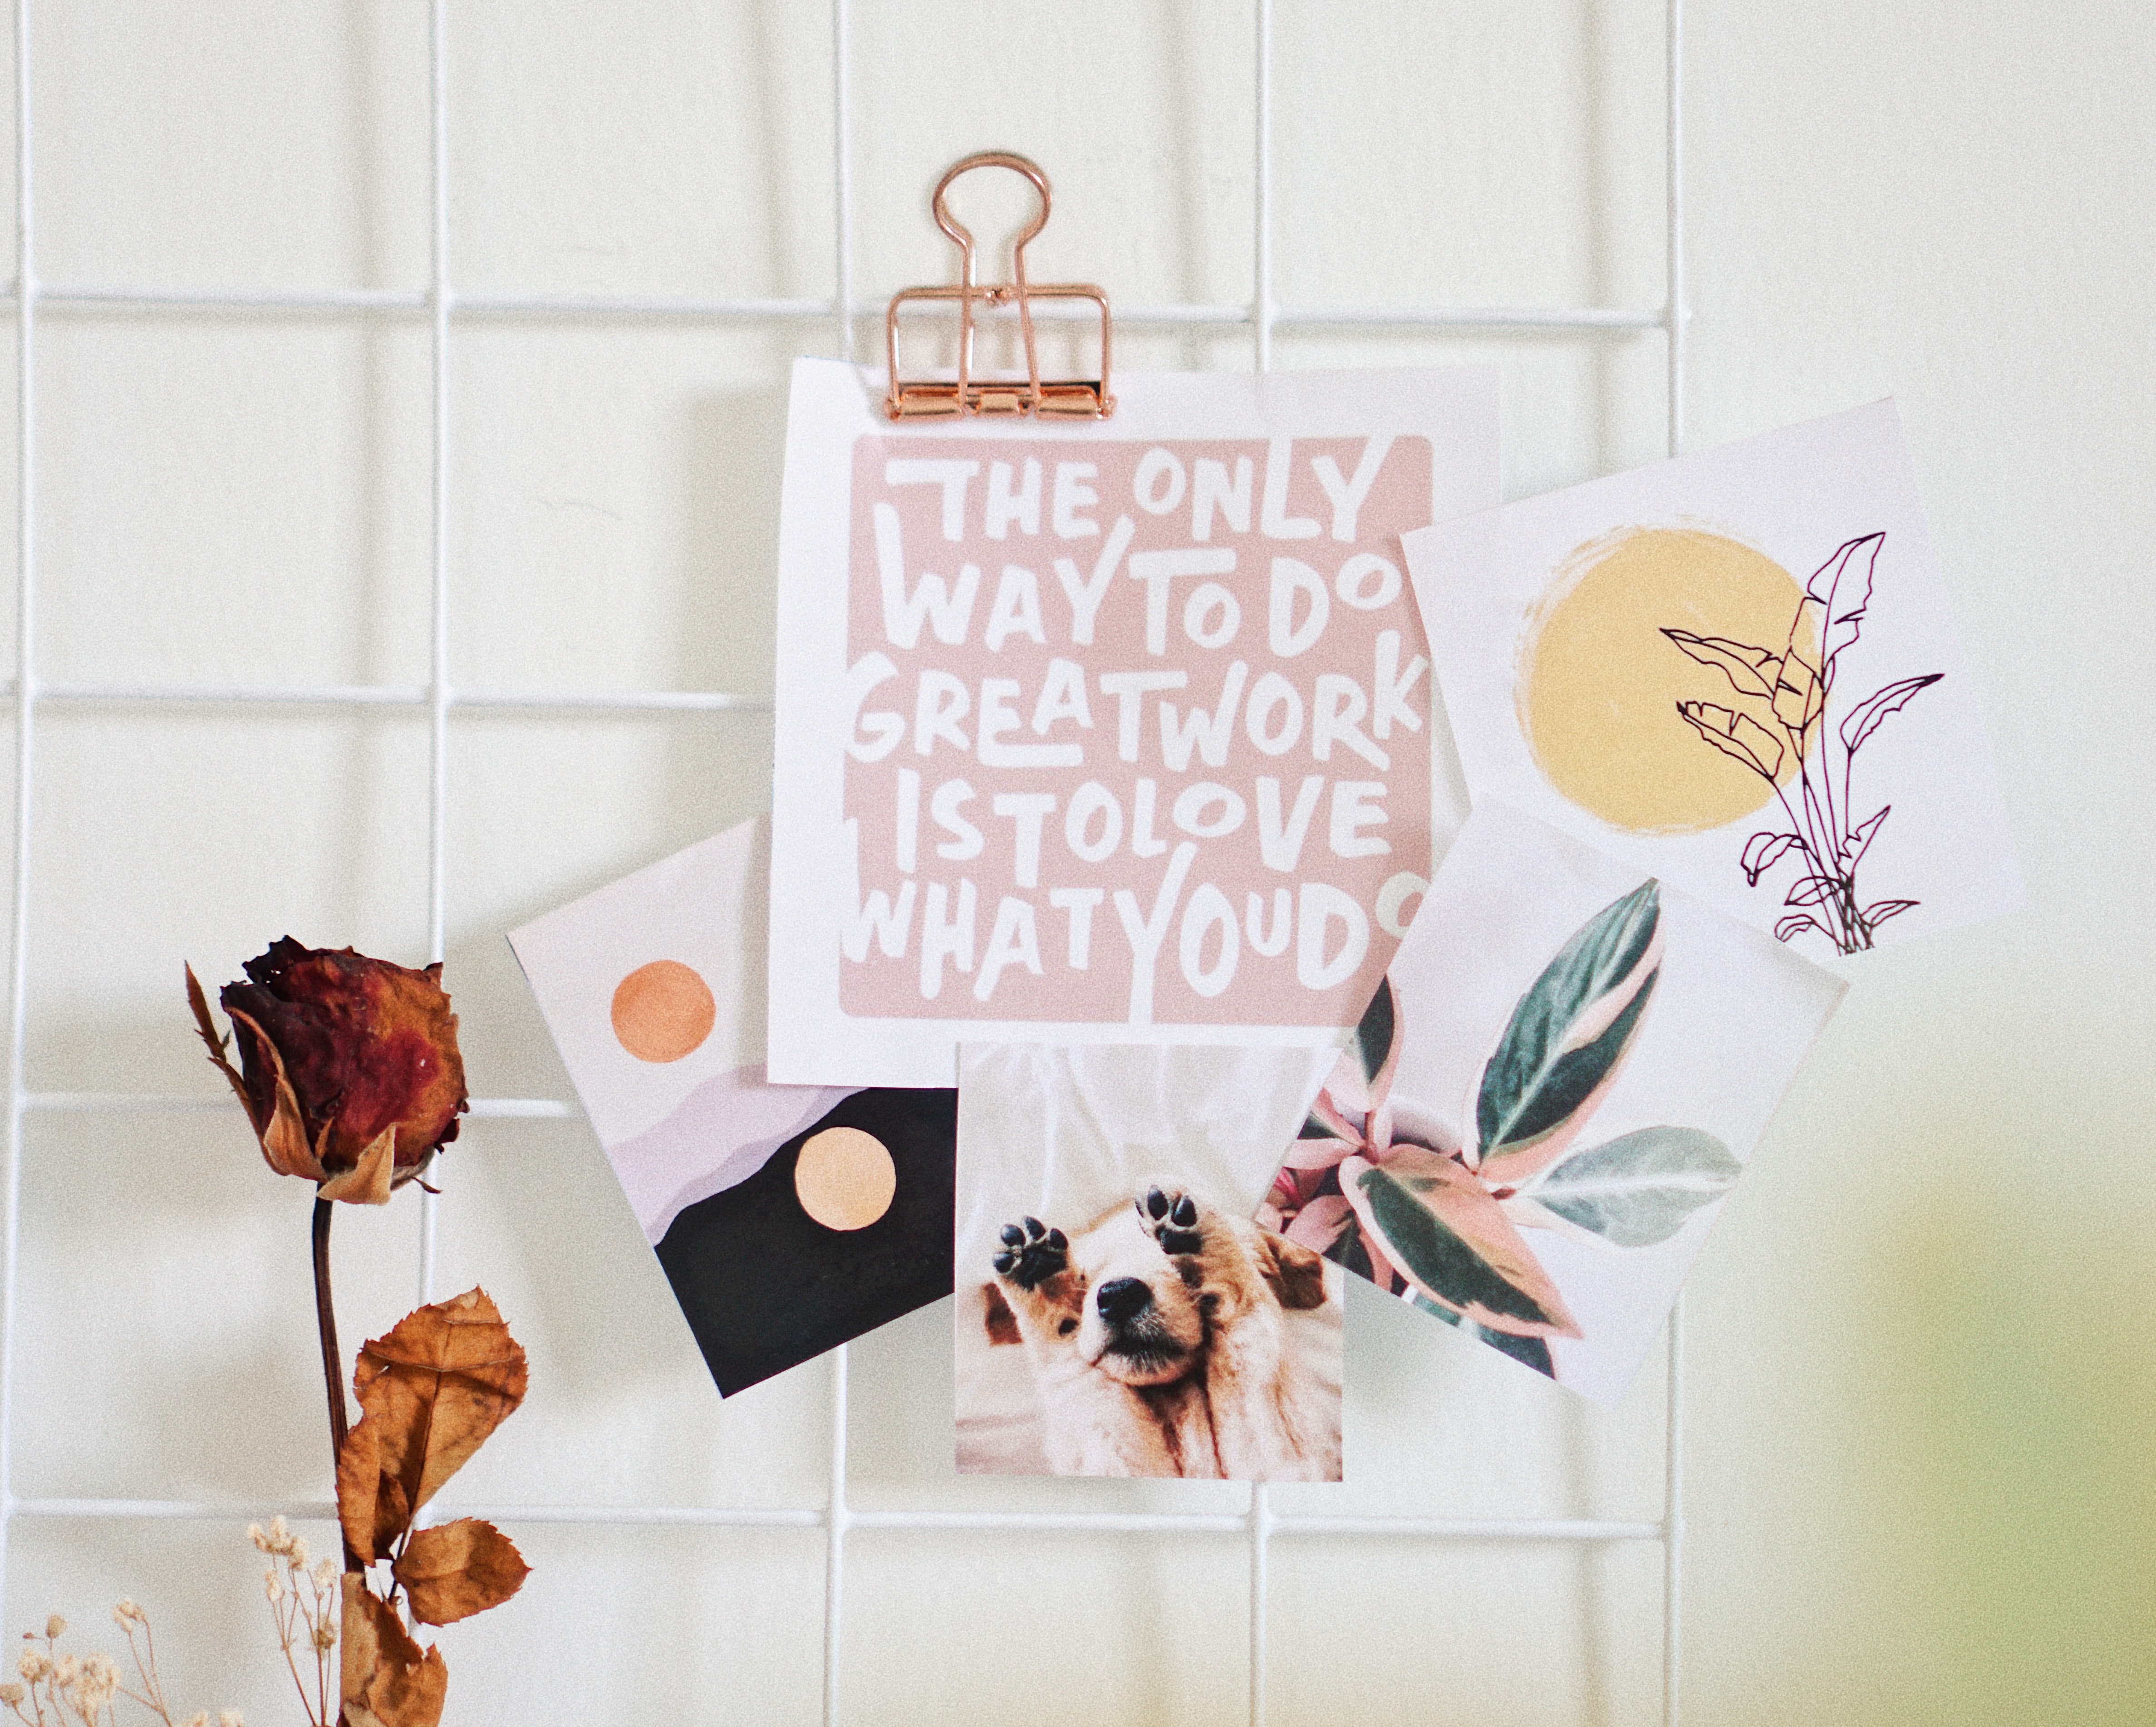 THE ONLY
WAY TO DO
GREAT WORK
IS TO LOVE
WHAT YOU DO